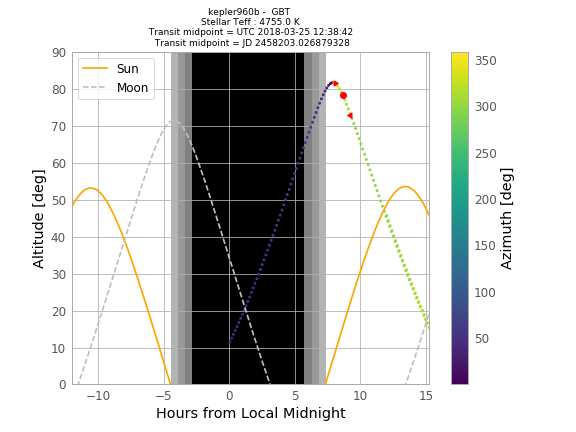 kepler960b - GBT
Stellar Teff : 4755.0 K
Transit midpoint = UTC 2018-03-25 12:38:42
Transit midpoint = JD 2458203.026879328
90
80
70
60
50
40
30
20
10
0
Altitude [deg]
Sun
Moon
−10
−5
0
5
10
15
Hours from Local Midnight
350
300
250
200
150
100
50
Azimuth [deg]